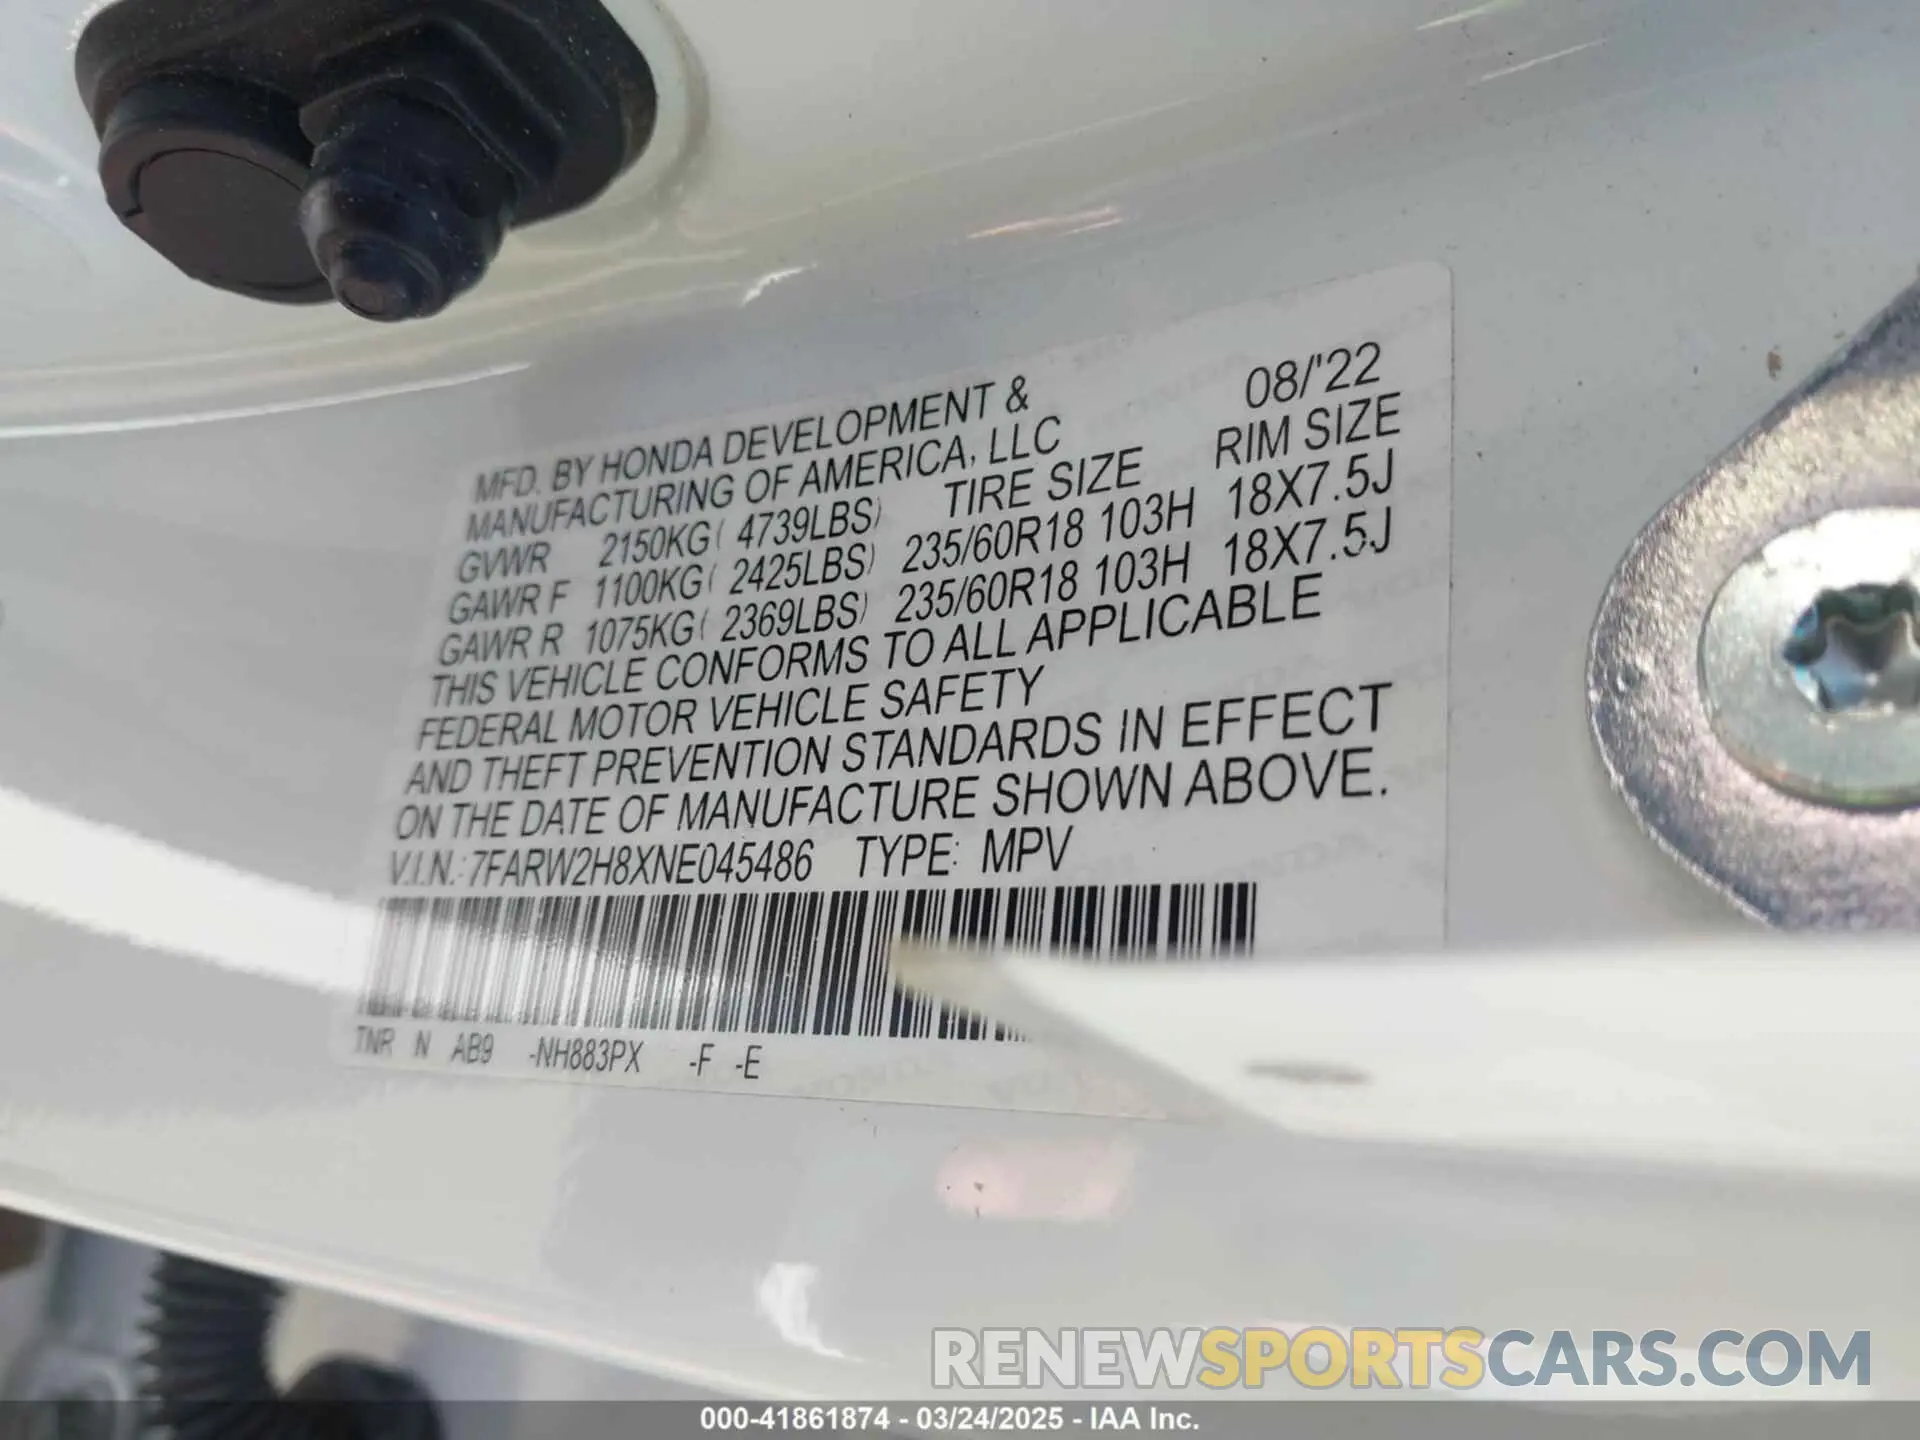 MFD. BY HONDA DEVELOPMENT & 08/'22
MANUFACTURING OF AMERICA, LLC RIM SIZE
GVWR 2150KG( 4739LBS) TIRE SIZE
GAWR F 1100KG( 2425LBS) 235/60R18 103H 18X7.5J
GAWR R 1075KG( 2369LBS) 235/60R18 103H 18X7.5J
THIS VEHICLE CONFORMS TO ALL APPLICABLE
FEDERAL MOTOR VEHICLE SAFETY
AND THEFT PREVENTION STANDARDS IN EFFECT
ON THE DATE OF MANUFACTURE SHOWN ABOVE.
V.I.N.: 7FARW2H8XNE045486 TYPE: MPV
TNR N AB9 -NH883PX -F -E
RENEWSPORTSCARS.COM
000-41861874 - 03/24/2025 - IAA Inc.